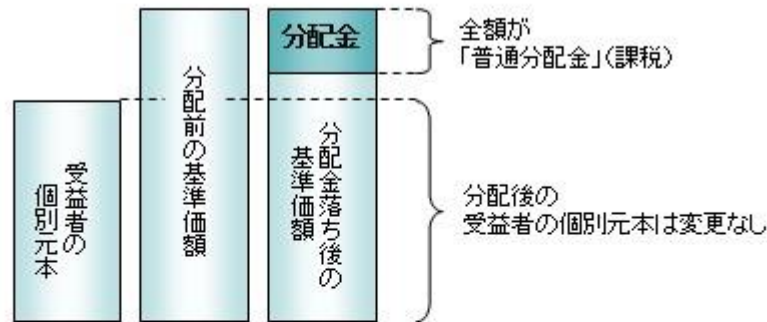 受益者の
個別元本
分配前の基準価額
分配金
分配金落ち後の
基準価額
全額が
「普通分配金」(課税)
分配後の
受益者の個別元本は変更なし